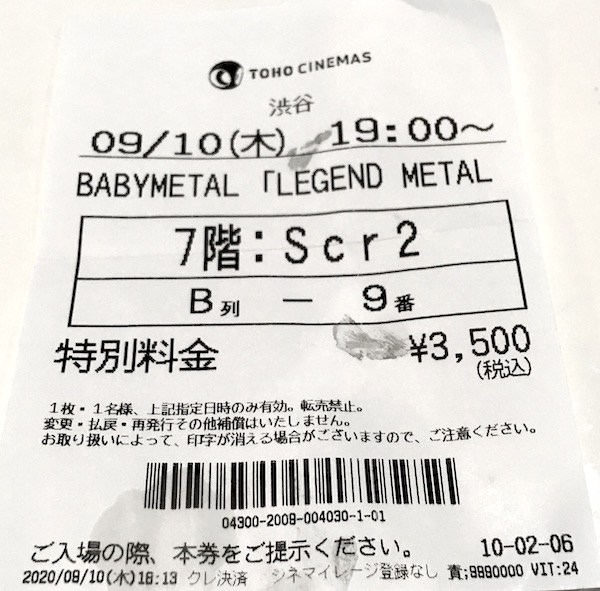 TOHO CINEMAS
渋谷
09/10(木) 19:00～
BABYMETAL 「LEGEND METAL
7階：Scr2
B列 － 9番
特別料金 ¥3,500
(税込)
1枚・1名様、上記指定日時のみ有効。転売禁止。
変更・払戻・再発行その他補償はいたしません。
お取り扱いによって、印字が消える場合がございますので、ご注意ください。
04300-2009-004030-1-01
ご入場の際、本券をご提示ください。 10-02-06
2020/09/10(木)18:13 クレ決済 シネマイレージ登録なし 責;9990000 VIT:24